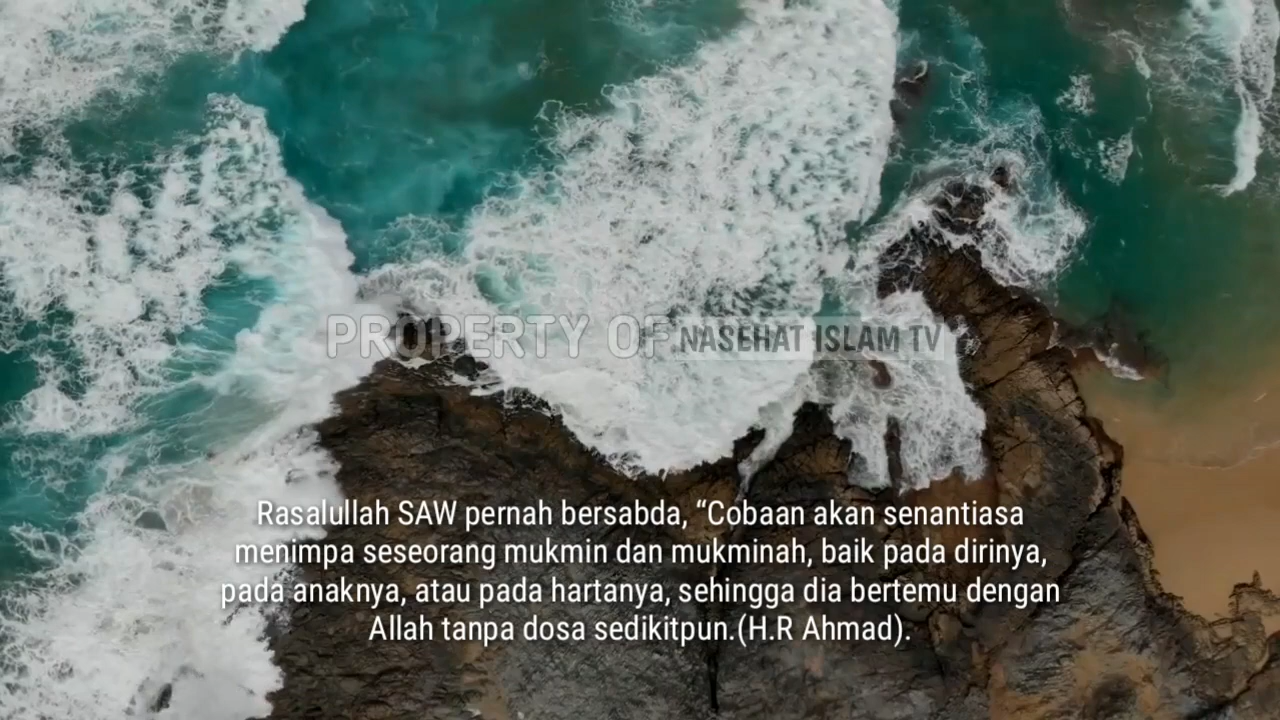 PROPERTY OF NASEHAT ISLAM TV
Rasalullah SAW pernah bersabda, “Cobaan akan senantiasa
menimpa seseorang mukmin dan mukminah, baik pada dirinya,
pada anaknya, atau pada hartanya, sehingga dia bertemu dengan
Allah tanpa dosa sedikitpun.(H.R Ahmad).